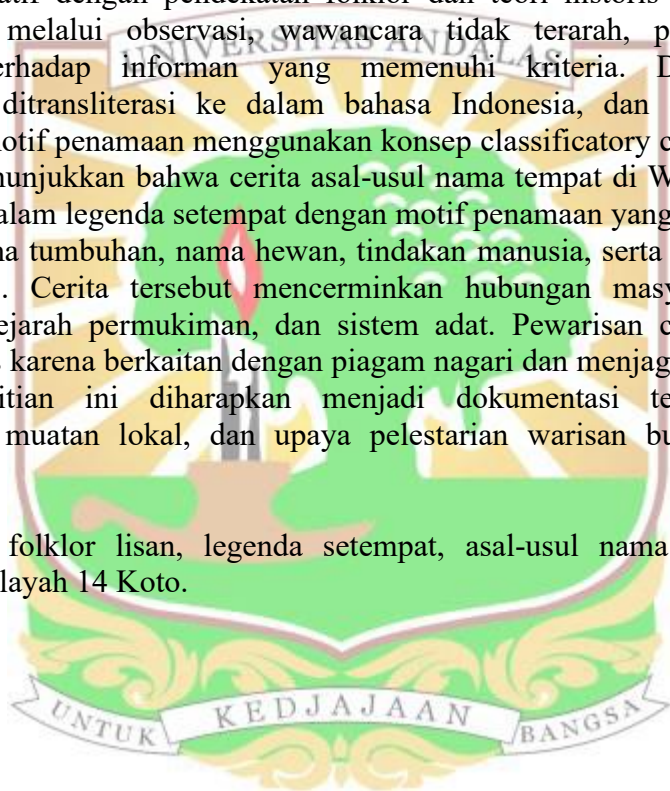 atif dengan pendekatan folklor dan teori historis
melalui observasi, wawancara tidak terarah, p
UNIVERSITAS ANDALAS
erhadap informan yang memenuhi kriteria. D
ditransliterasi ke dalam bahasa Indonesia, dan
notif penamaan menggunakan konsep classificatory c
nunjukkan bahwa cerita asal-usul nama tempat di W
alam legenda setempat dengan motif penamaan yang
na tumbuhan, nama hewan, tindakan manusia, serta
. Cerita tersebut mencerminkan hubungan masy
ejarah permukiman, dan sistem adat. Pewarisan c
s karena berkaitan dengan piagam nagari dan menjag
itian ini diharapkan menjadi dokumentasi te
muatan lokal, dan upaya pelestarian warisan bu
folklor lisan, legenda setempat, asal-usul nama
ilayah 14 Koto.
UNTUK KEDJAJAAN BANGSA